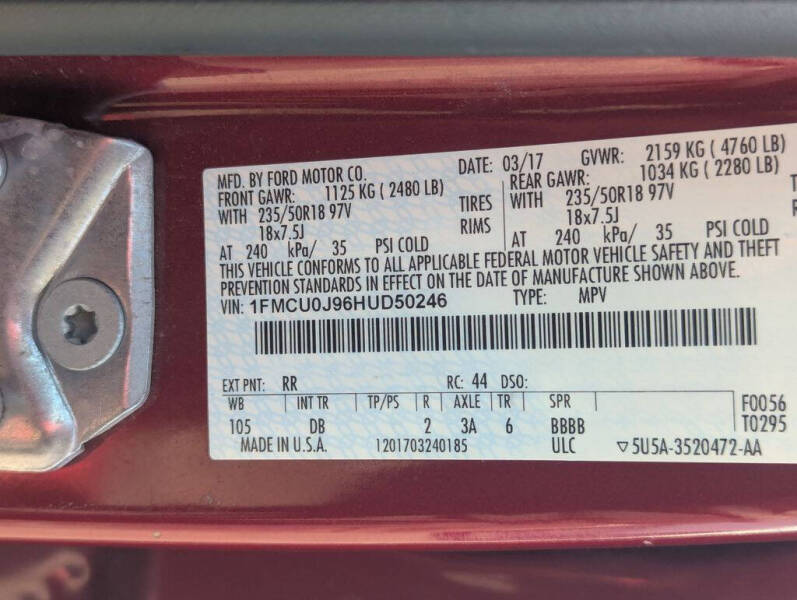 MFD. BY FORD MOTOR CO. DATE: 03/17 GVWR: 2159 KG ( 4760 LB)
FRONT GAWR: 1125 KG ( 2480 LB) REAR GAWR: 1034 KG ( 2280 LB)
WITH 235/50R18 97V TIRES WITH 235/50R18 97V
18x7.5J RIMS 18x7.5J
AT 240 kPa/ 35 PSI COLD AT 240 kPa/ 35 PSI COLD
THIS VEHICLE CONFORMS TO ALL APPLICABLE FEDERAL MOTOR VEHICLE SAFETY AND THEFT
PREVENTION STANDARDS IN EFFECT ON THE DATE OF MANUFACTURE SHOWN ABOVE.
VIN: 1FMCU0J96HUD50246 TYPE: MPV
EXT PNT: RR RC: 44 DSO:
WB INT TR TP/PS R AXLE TR SPR F0056
105 DB 2 3A 6 BBBB T0295
MADE IN U.S.A. 1201703240185 ULC ▽5U5A-3520472-AA